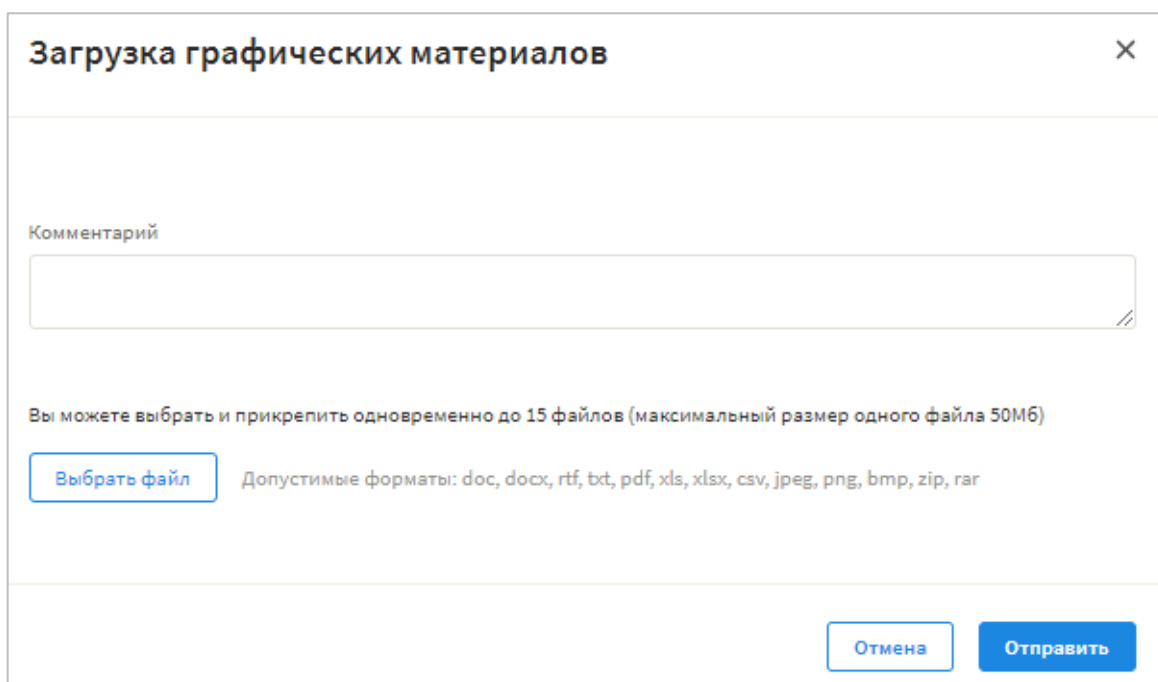 Загрузка графических материалов
Комментарий
Вы можете выбрать и прикрепить одновременно до 15 файлов (максимальный размер одного файла 50Мб)
Выбрать файл Допустимые форматы: doc, docx, rtf, txt, pdf, xls, xlsx, csv, jpeg, png, bmp, zip, rar
Отмена Отправить